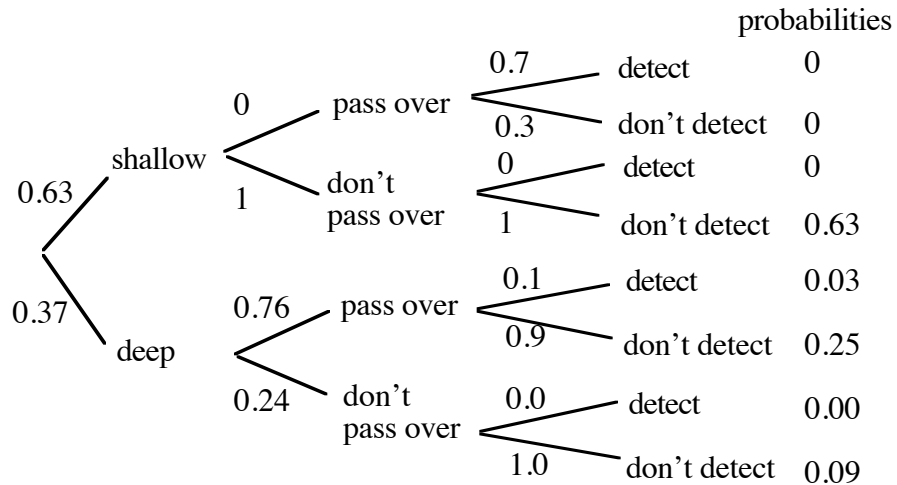 probabilities
0.7 detect 0
0 pass over
0.3 don't detect 0
shallow 0 detect 0
0.63 1 don't
pass over
1 don't detect 0.63
0.1 detect 0.03
0.37 0.76 pass over
0.9 don't detect 0.25
deep
0.24 don't 0.0 detect 0.00
pass over
1.0 don't detect 0.09